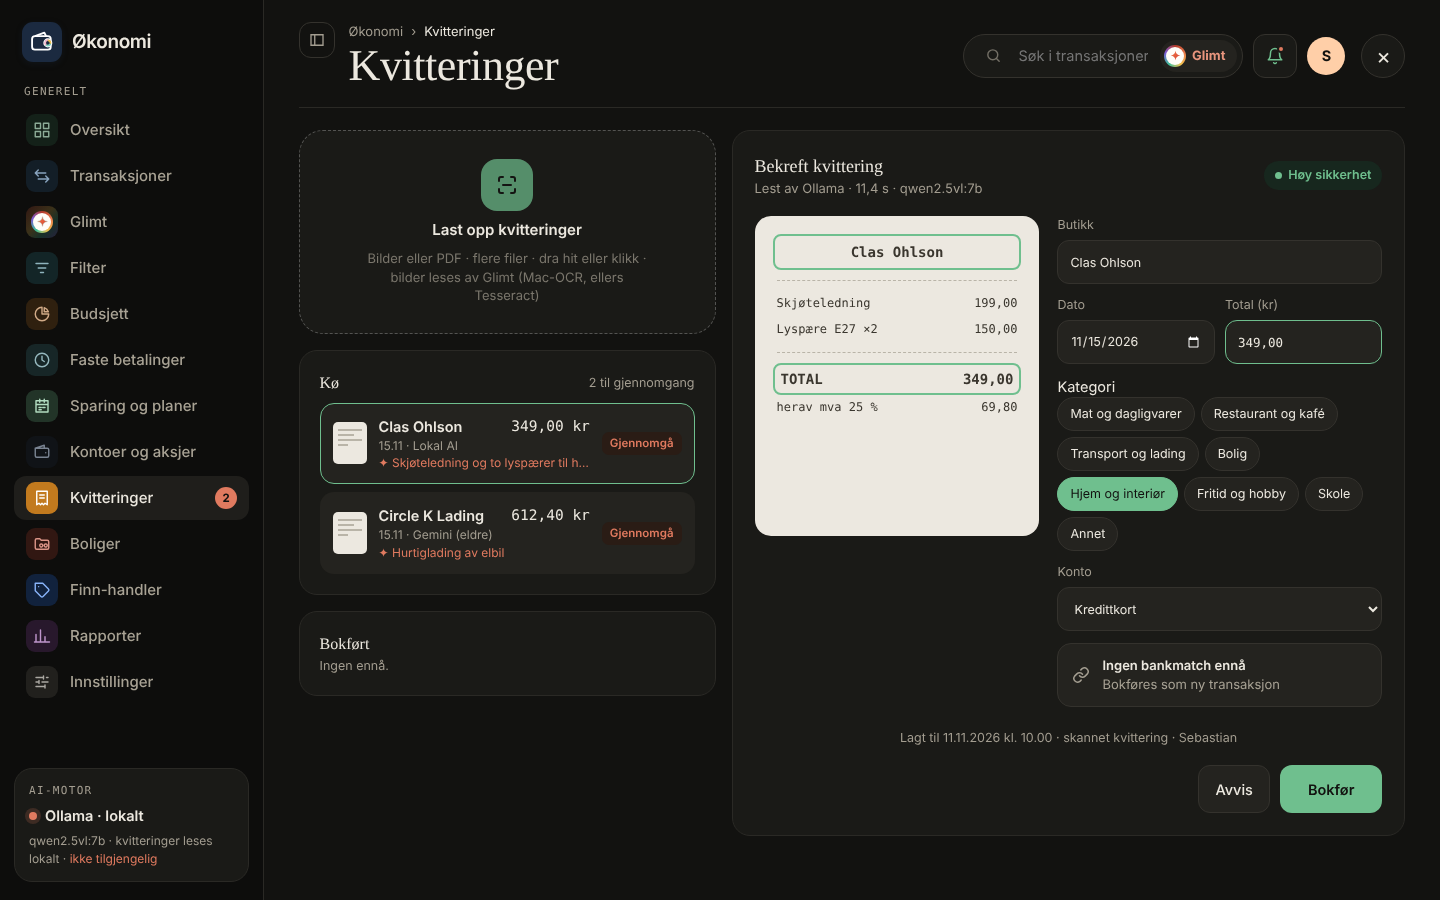 Økonomi
GENERELT
Oversikt
Transaksjoner
Glimt
Filter
Budsjett
Faste betalinger
Sparing og planer
Kontoer og aksjer
Kvitteringer 2
Boliger
Finn-handler
Rapporter
Innstillinger
AI-MOTOR
Ollama · lokalt
qwen2.5vl:7b · kvitteringer leses
lokalt · ikke tilgjengelig
Økonomi › Kvitteringer
Kvitteringer
Søk i transaksjoner Glimt
S
Last opp kvitteringer
Bilder eller PDF · flere filer · dra hit eller klikk ·
bilder leses av Glimt (Mac-OCR, ellers
Tesseract)
Kø 2 til gjennomgang
Clas Ohlson 349,00 kr
15.11 · Lokal AI
✦ Skjøteledning og to lyspærer til h...
Gjennomgå
Circle K Lading 612,40 kr
15.11 · Gemini (eldre)
✦ Hurtiglading av elbil
Gjennomgå
Bokført
Ingen ennå.
Bekreft kvittering
Lest av Ollama · 11,4 s · qwen2.5vl:7b
Høy sikkerhet
Clas Ohlson
Skjøteledning 199,00
Lyspære E27 ×2 150,00
TOTAL 349,00
herav mva 25 % 69,80
Butikk
Clas Ohlson
Dato Total (kr)
11/15/2026 349,00
Kategori
Mat og dagligvarer Restaurant og kafé
Transport og lading Bolig
Hjem og interiør Fritid og hobby Skole
Annet
Konto
Kredittkort
Ingen bankmatch ennå
Bokføres som ny transaksjon
Lagt til 11.11.2026 kl. 10.00 · skannet kvittering · Sebastian
Avvis Bokfør